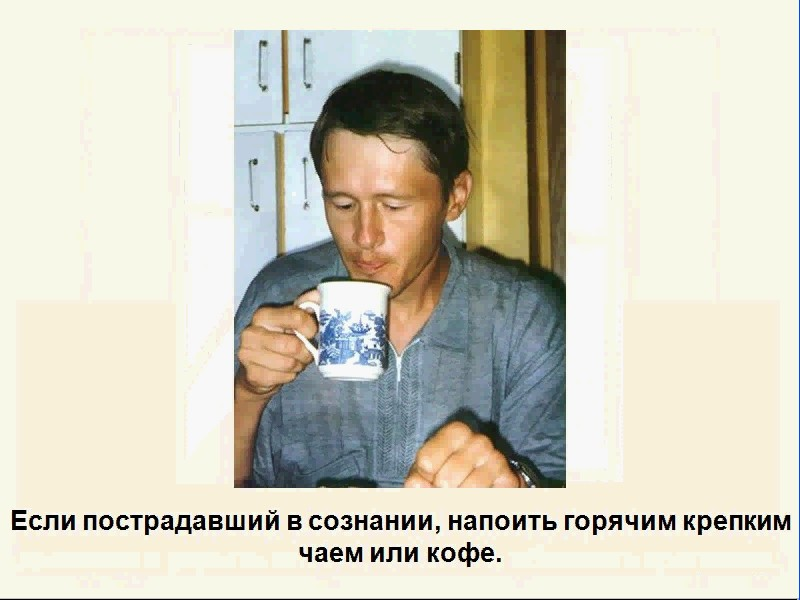 Если пострадавший в сознании, напоить горячим крепким
чаем или кофе.